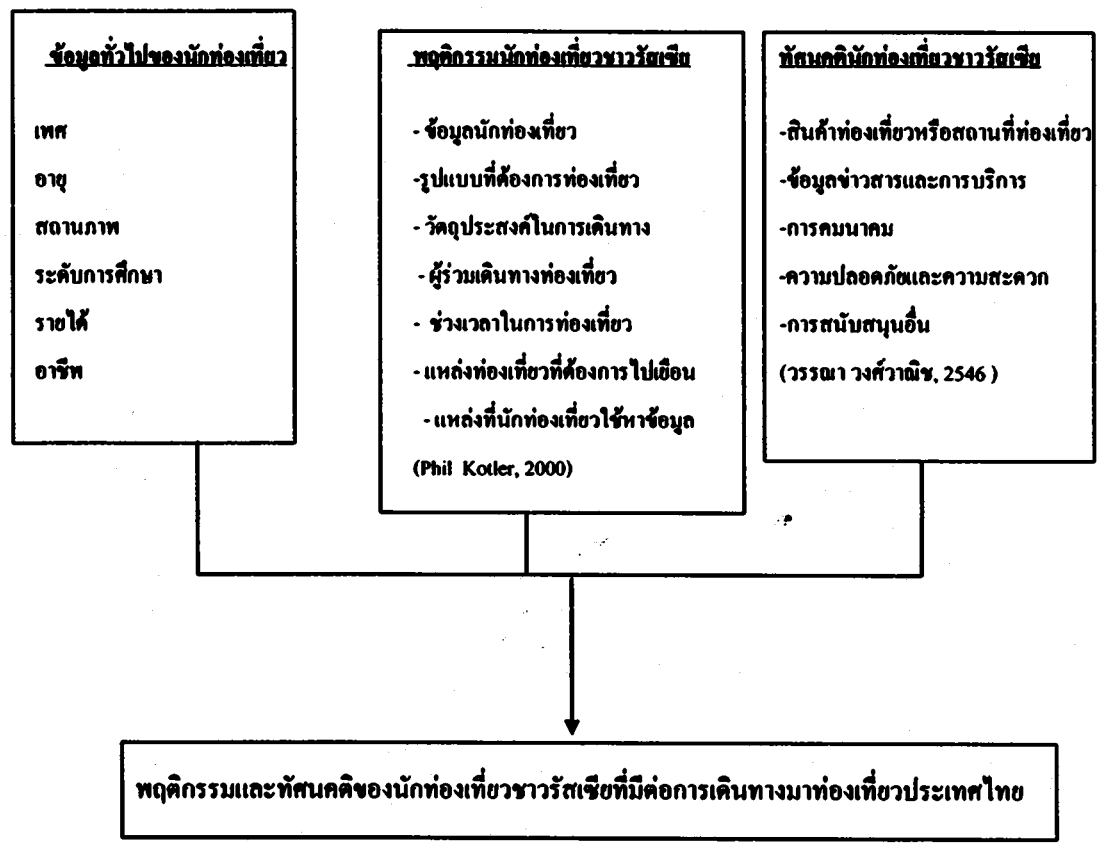 ข้อมูลทั่วไปของนักท่องเที่ยว
เพศ
อายุ
สถานภาพ
ระดับการศึกษา
รายได้
อาชีพ
พฤติกรรมนักท่องเที่ยวชาวรัสเซีย
- ข้อมูลนักท่องเที่ยว
-รูปแบบที่ต้องการท่องเที่ยว
- วัตถุประสงค์ในการเดินทาง
- ผู้ร่วมเดินทางท่องเที่ยว
- ช่วงเวลาในการท่องเที่ยว
- แหล่งท่องเที่ยวที่ต้องการไปเยือน
- แหล่งที่นักท่องเที่ยวใช้หาข้อมูล
(Phil Kotler, 2000)
ทัศนคตินักท่องเที่ยวชาวรัสเซีย
-สินค้าท่องเที่ยวหรือสถานที่ท่องเที่ยว
-ข้อมูลข่าวสารและการบริการ
-การคมนาคม
-ความปลอดภัยและความสะดวก
-การสนับสนุนอื่น
(วรรณา วงศ์วาณิช, 2546 )
พฤติกรรมและทัศนคติของนักท่องเที่ยวชาวรัสเซียที่มีต่อการเดินทางมาท่องเที่ยวประเทศไทย